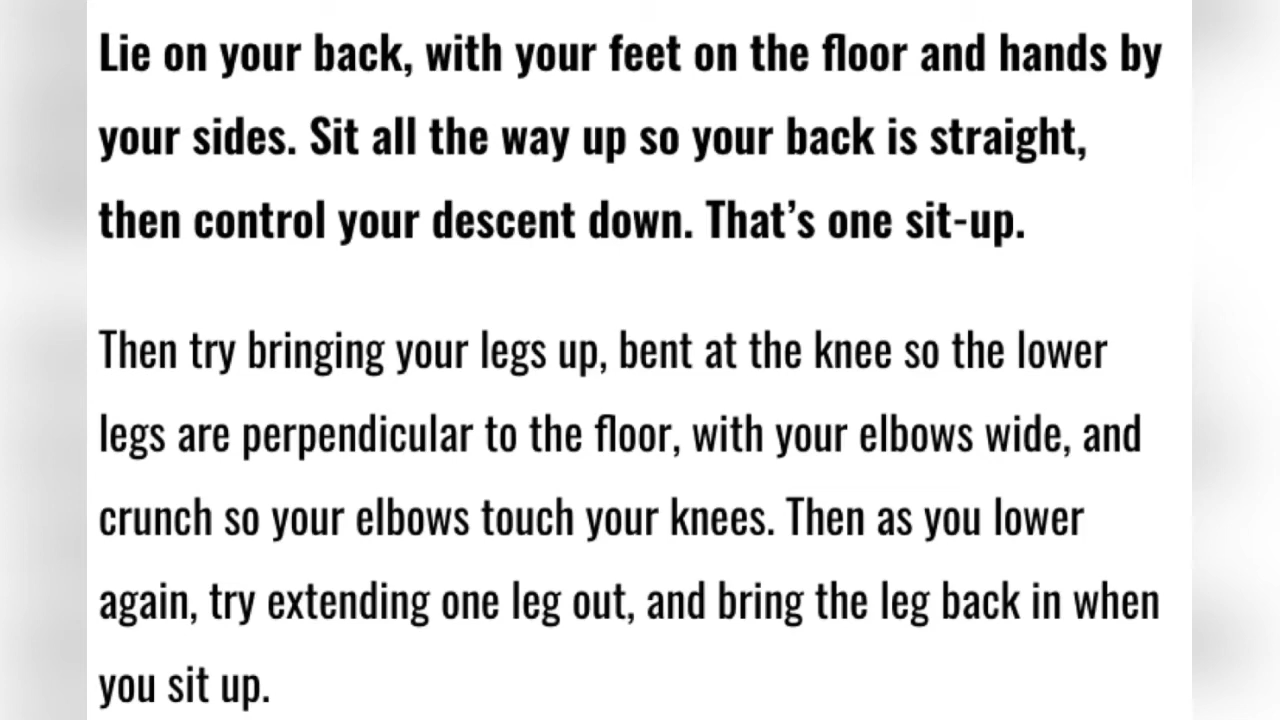 Lie on your back, with your feet on the floor and hands by
your sides. Sit all the way up so your back is straight,
then control your descent down. That’s one sit-up.
Then try bringing your legs up, bent at the knee so the lower
legs are perpendicular to the floor, with your elbows wide, and
crunch so your elbows touch your knees. Then as you lower
again, try extending one leg out, and bring the leg back in when
you sit up.